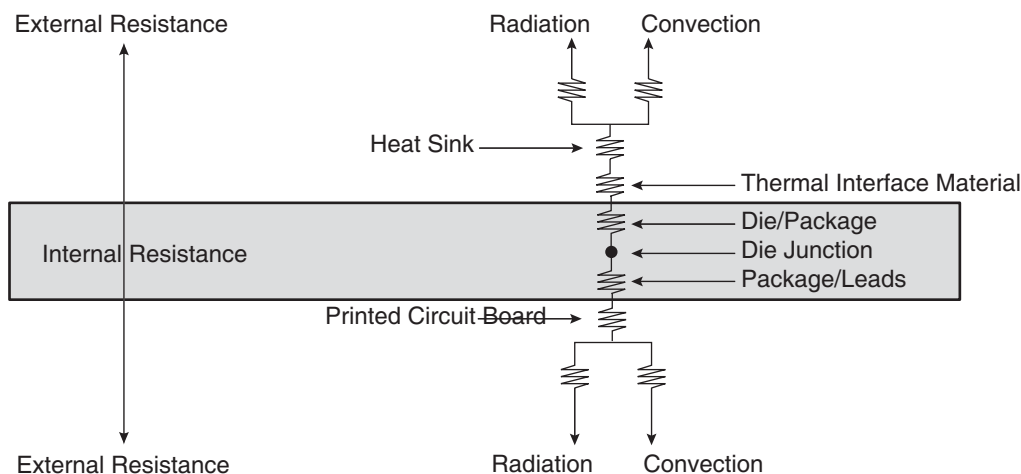 External Resistance
Radiation
Convection
Heat Sink
Thermal Interface Material
Die/Package
Internal Resistance
Die Junction
Package/Leads
Printed Circuit Board
External Resistance
Radiation
Convection